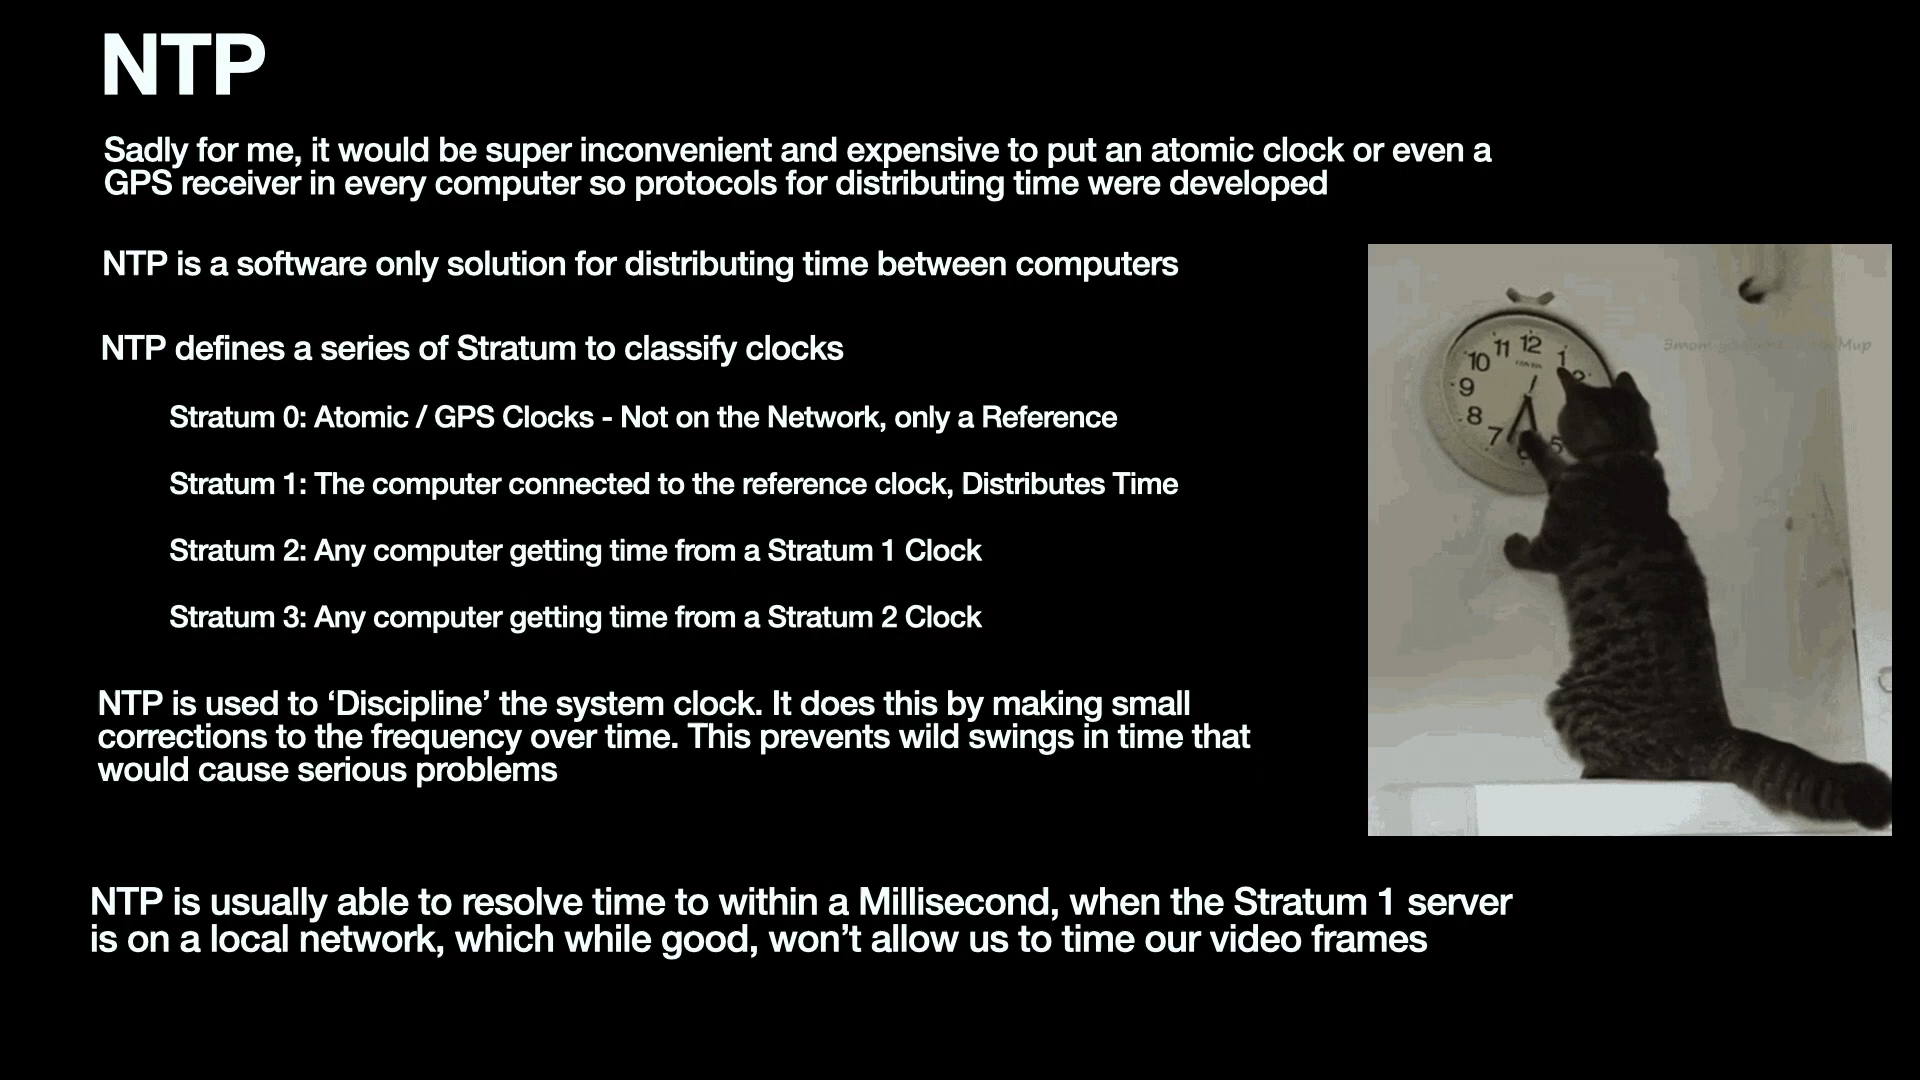 NTP
Sadly for me, it would be super inconvenient and expensive to put an atomic clock or even a
GPS receiver in every computer so protocols for distributing time were developed
NTP is a software only solution for distributing time between computers
NTP defines a series of Stratum to classify clocks
Stratum 0: Atomic / GPS Clocks - Not on the Network, only a Reference
Stratum 1: The computer connected to the reference clock, Distributes Time
Stratum 2: Any computer getting time from a Stratum 1 Clock
Stratum 3: Any computer getting time from a Stratum 2 Clock
NTP is used to ‘Discipline’ the system clock. It does this by making small
corrections to the frequency over time. This prevents wild swings in time that
would cause serious problems
NTP is usually able to resolve time to within a Millisecond, when the Stratum 1 server
is on a local network, which while good, won’t allow us to time our video frames
11 12 1
10
9
8
7 5